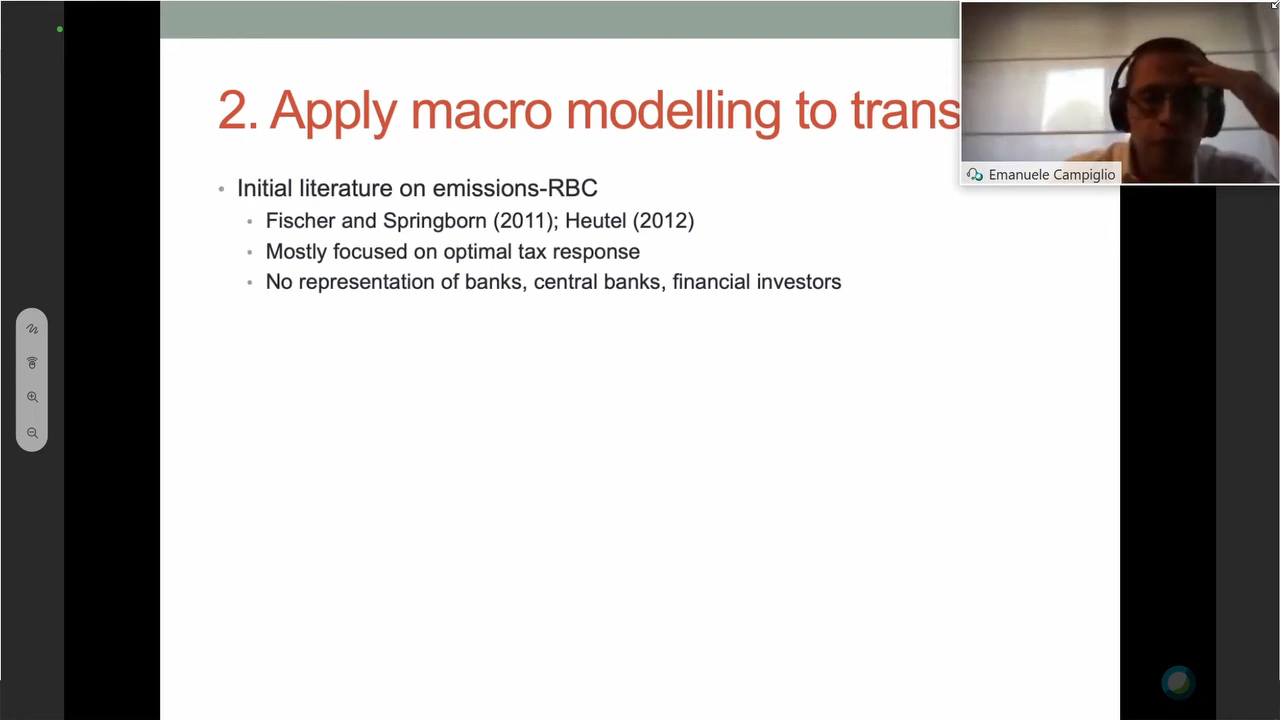 2. Apply macro modelling to trans
Initial literature on emissions-RBC
Fischer and Springborn (2011); Heutel (2012)
Mostly focused on optimal tax response
No representation of banks, central banks, financial investors
Emanuele Campiglio